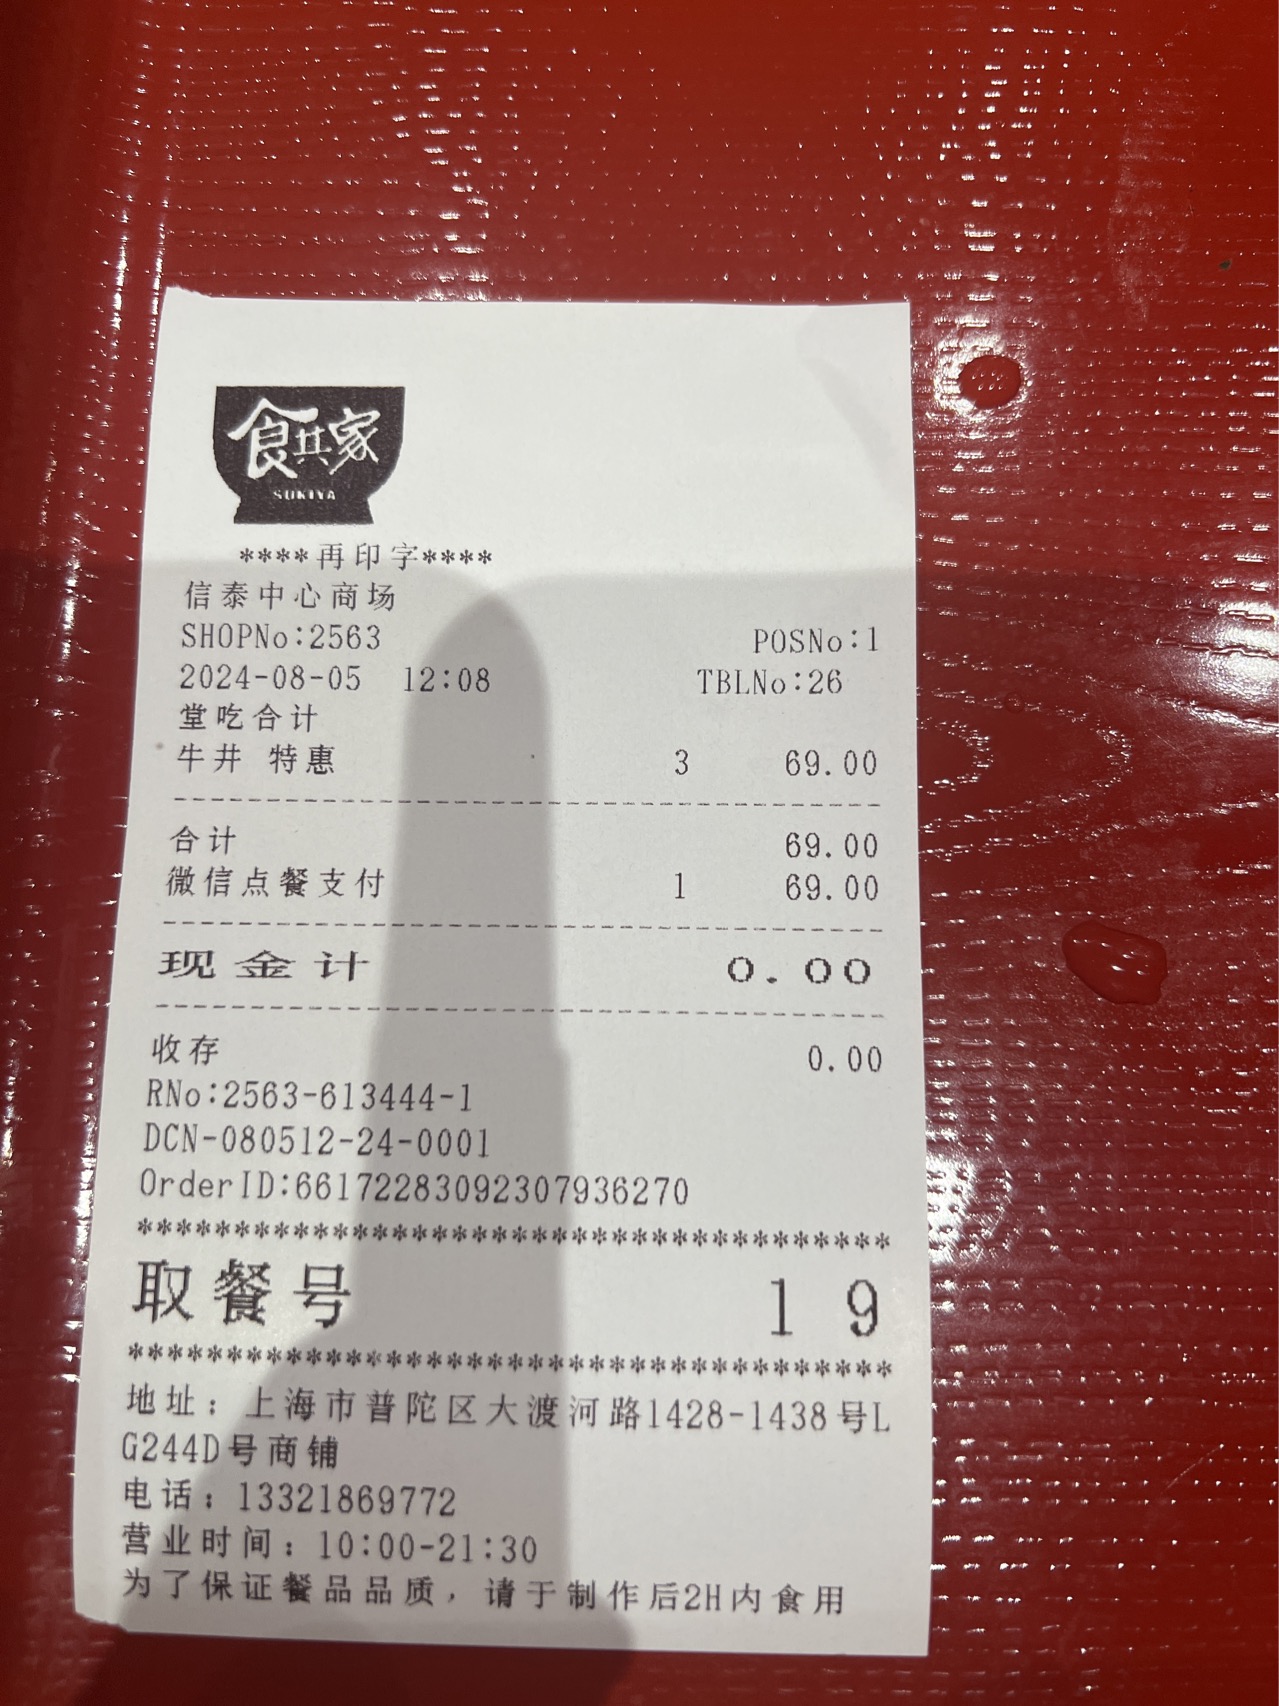 食其家
SUKIYA
****再印字****
信泰中心商场
SHOPNo:2563 POSNo:1
2024-08-05 12:08 TBLNo:26
堂吃合计
牛井 特惠 3 69.00
合计 69.00
微信点餐支付 1 69.00
现金计 0.00
收存 0.00
RNo:2563-613444-1
DCN-080512-24-0001
OrderID:66172283092307936270
取餐号 19
地址：上海市普陀区大渡河路1428-1438号L
G244D号商铺
电话：13321869772
营业时间：10:00-21:30
为了保证餐品品质，请于制作后2H内食用